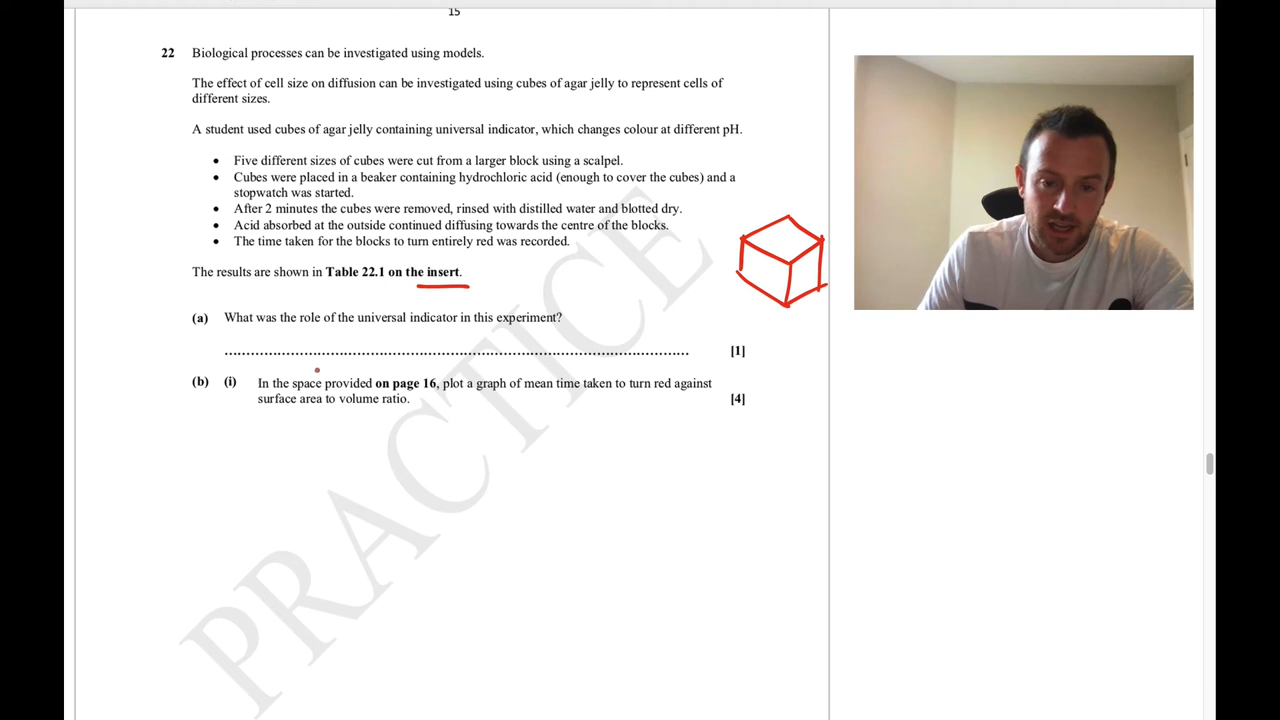 15
22 Biological processes can be investigated using models.
The effect of cell size on diffusion can be investigated using cubes of agar jelly to represent cells of
different sizes.
A student used cubes of agar jelly containing universal indicator, which changes colour at different pH.
• Five different sizes of cubes were cut from a larger block using a scalpel.
• Cubes were placed in a beaker containing hydrochloric acid (enough to cover the cubes) and a
stopwatch was started.
• After 2 minutes the cubes were removed, rinsed with distilled water and blotted dry.
• Acid absorbed at the outside continued diffusing towards the centre of the blocks.
• The time taken for the blocks to turn entirely red was recorded.
The results are shown in Table 22.1 on the insert.
(a) What was the role of the universal indicator in this experiment?
........................................................................................ [1]
(b) (i) In the space provided on page 16, plot a graph of mean time taken to turn red against
surface area to volume ratio. [4]
PRACTICE